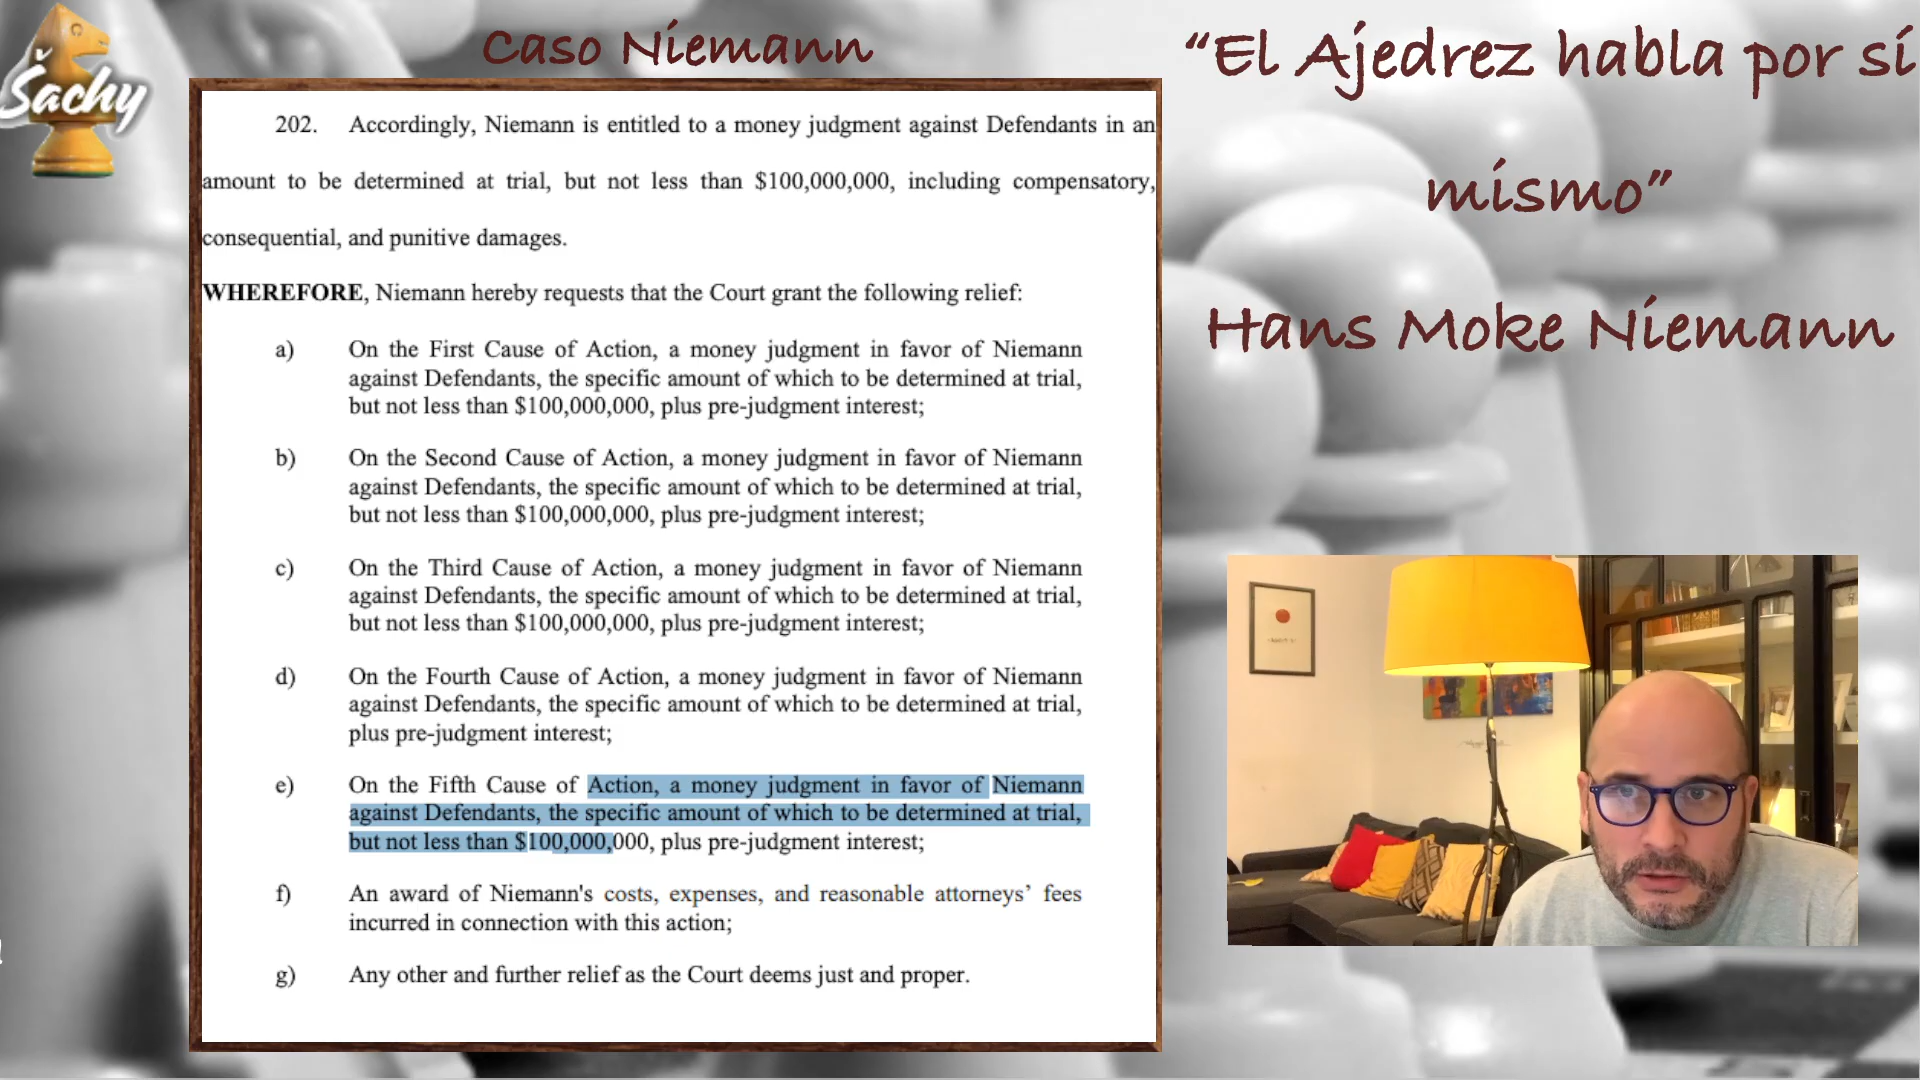 Šachy
Caso Niemann
"El Ajedrez habla por sí
mismo"
Hans Moke Niemann
202. Accordingly, Niemann is entitled to a money judgment against Defendants in an
amount to be determined at trial, but not less than $100,000,000, including compensatory,
consequential, and punitive damages.
WHEREFORE, Niemann hereby requests that the Court grant the following relief:
a) On the First Cause of Action, a money judgment in favor of Niemann
against Defendants, the specific amount of which to be determined at trial,
but not less than $100,000,000, plus pre-judgment interest;
b) On the Second Cause of Action, a money judgment in favor of Niemann
against Defendants, the specific amount of which to be determined at trial,
but not less than $100,000,000, plus pre-judgment interest;
c) On the Third Cause of Action, a money judgment in favor of Niemann
against Defendants, the specific amount of which to be determined at trial,
but not less than $100,000,000, plus pre-judgment interest;
d) On the Fourth Cause of Action, a money judgment in favor of Niemann
against Defendants, the specific amount of which to be determined at trial,
plus pre-judgment interest;
e) On the Fifth Cause of Action, a money judgment in favor of Niemann
against Defendants, the specific amount of which to be determined at trial,
but not less than $100,000,000, plus pre-judgment interest;
f) An award of Niemann's costs, expenses, and reasonable attorneys’ fees
incurred in connection with this action;
g) Any other and further relief as the Court deems just and proper.